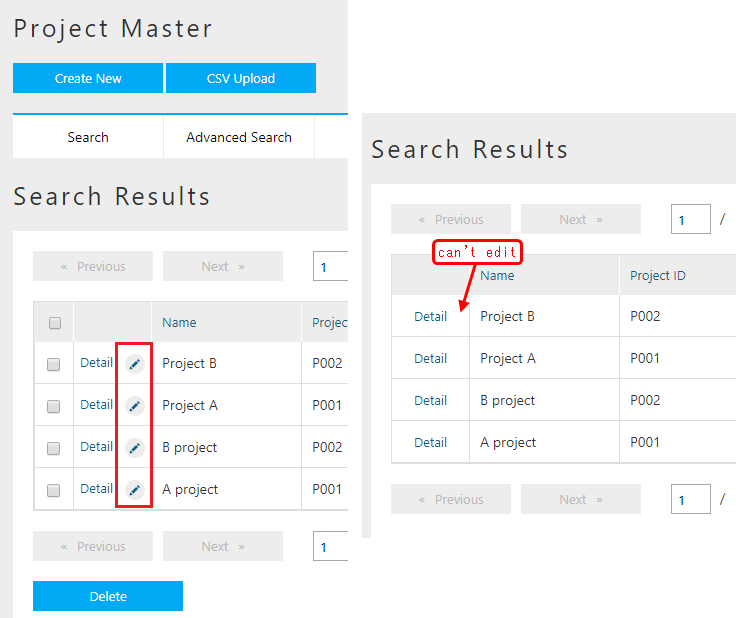 Project Master
Create New CSV Upload
Search Advanced Search
Search Results
« Previous Next » 1
Name Projec
Detail Project B P002
Detail Project A P001
Detail B project P002
Detail A project P001
« Previous Next » 1
Delete
Search Results
« Previous Next » 1 /
can't edit
Name Project ID
Detail Project B P002
Detail Project A P001
Detail B project P002
Detail A project P001
« Previous Next » 1 /